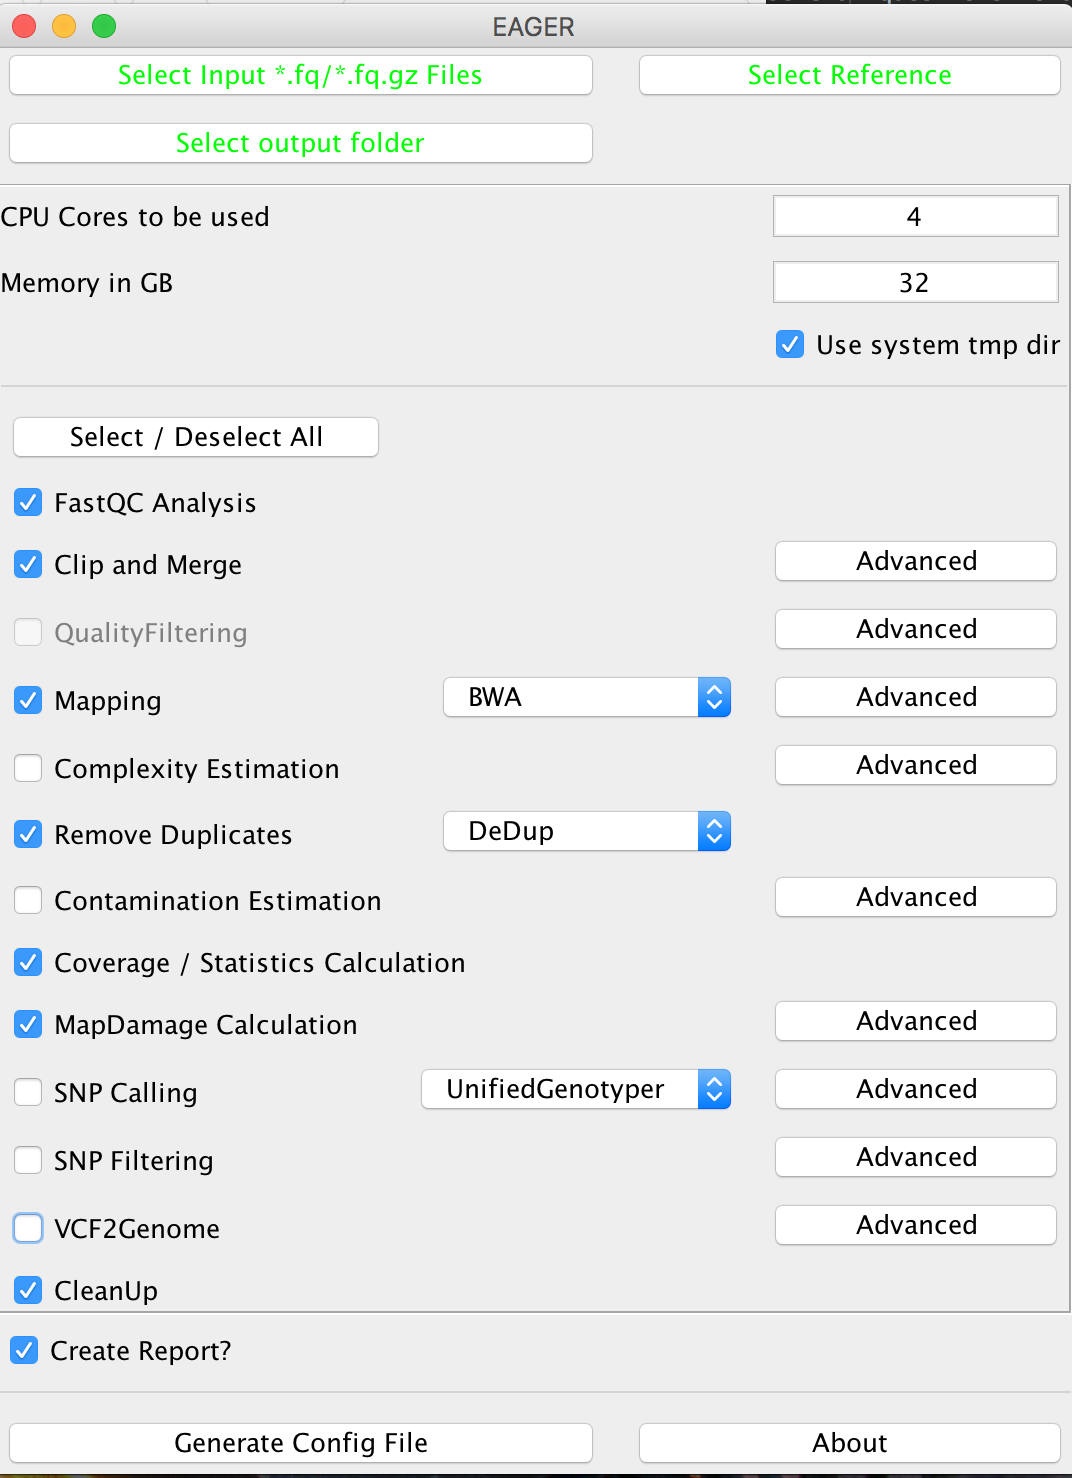 EAGER
Select Input *.fq/*.fq.gz Files
Select Reference
Select output folder
CPU Cores to be used
4
Memory in GB
32
Use system tmp dir
Select / Deselect All
FastQC Analysis
Clip and Merge
Advanced
QualityFiltering
Advanced
Mapping
BWA
Advanced
Complexity Estimation
Advanced
Remove Duplicates
DeDup
Contamination Estimation
Advanced
Coverage / Statistics Calculation
MapDamage Calculation
Advanced
SNP Calling
UnifiedGenotyper
Advanced
SNP Filtering
Advanced
VCF2Genome
Advanced
CleanUp
Create Report?
Generate Config File
About